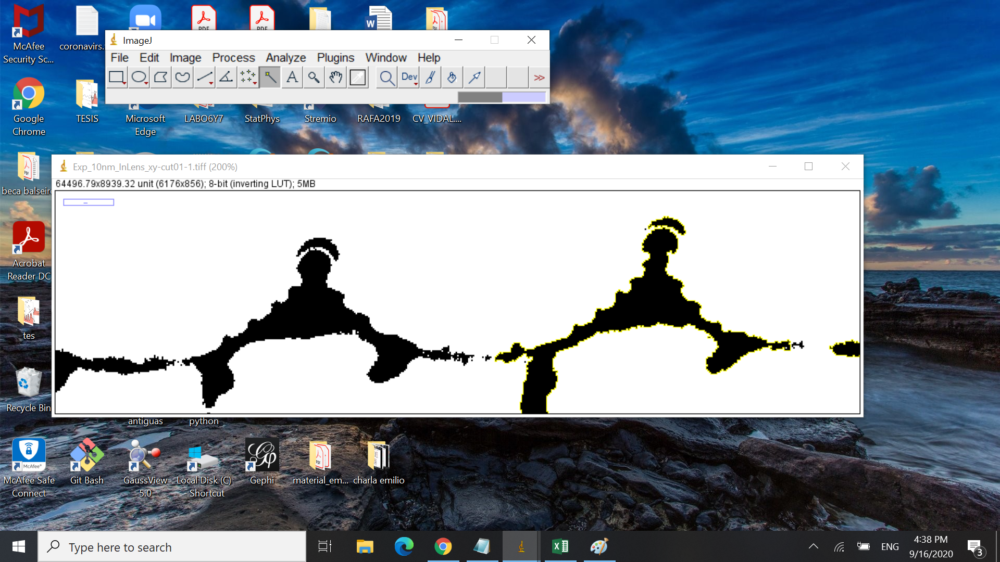 McAfee
Security Sc...
coronavirs.
PDF
PDF
W
ImageJ
File Edit Image Process Analyze Plugins Window Help
A
Dev
>>
Google
Chrome
TESIS
Microsoft
Edge
LABO6Y7
StatPhys
Stremio
RAFA2019
CV_VIDAL....
Exp_10nm_InLens_xy-cut01-1.tiff (200%)
64496.79x8939.32 unit (6176x856); 8-bit (inverting LUT); 5MB
beca balseir
Acrobat
Reader DC
tes
Recycle Bin
antiguas
python
McAfee
McAfee Safe
Connect
Git Bash
GaussView
5.0
Local Disk (C)
- Shortcut
Gephi
material_em...
charla emilio
Type here to search
ENG
4:38 PM
9/16/2020
3